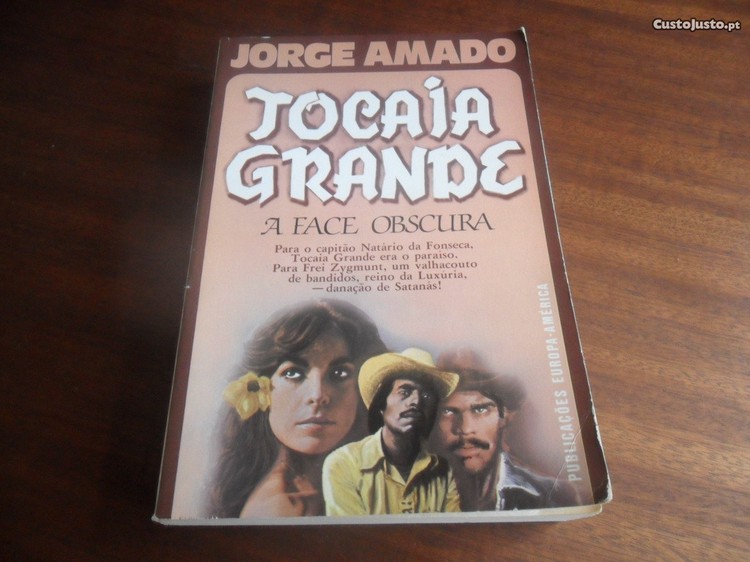 CustoJusto.pt
JORGE AMADO
TOCAIA
GRANDE
A FACE OBSCURA
Para o capitão Natário da Fonseca,
Tocaia Grande era o paraíso.
Para Frei Zygmunt, um valhacouto
de bandidos, reino da Luxúria,
—danação de Satanás!
PUBLICAÇÕES EUROPA-AMÉRICA